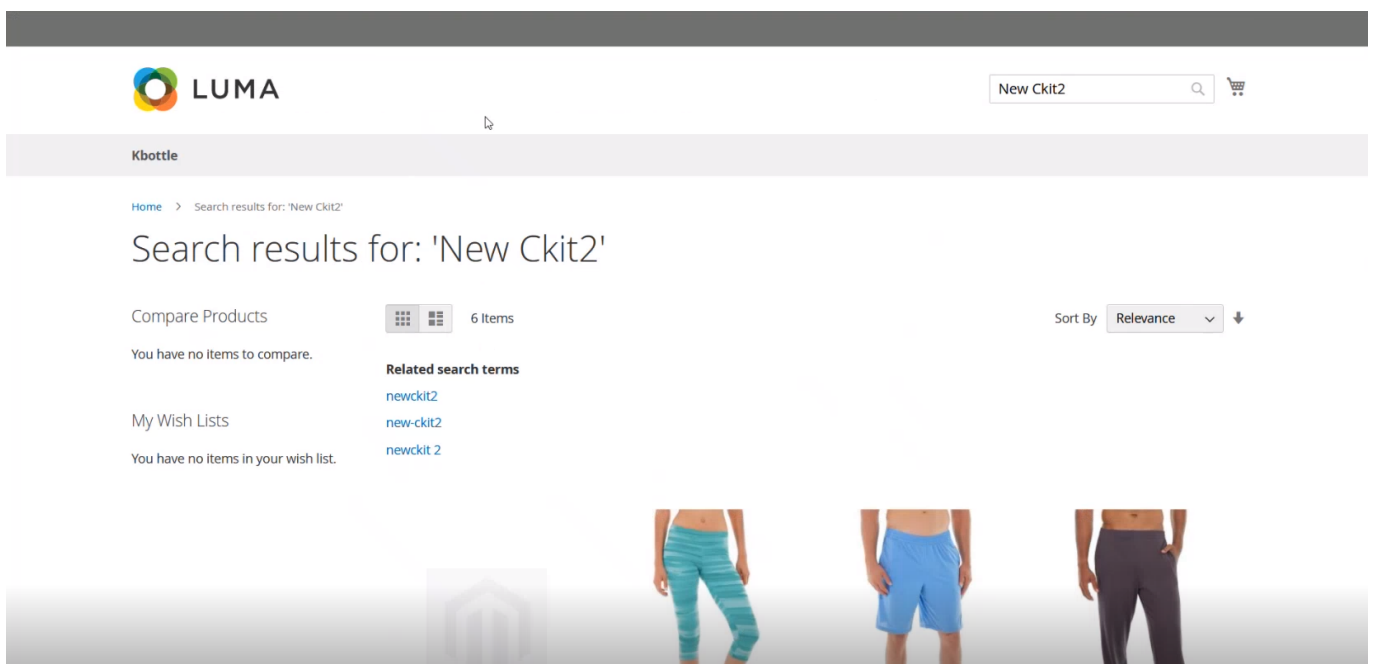 LUMA
New Ckit2
Kbottle
Home > Search results for: 'New Ckit2'
Search results for: 'New Ckit2'
Compare Products
6 Items
Sort By Relevance
You have no items to compare.
Related search terms
newckit2
My Wish Lists
new-ckit2
newckit 2
You have no items in your wish list.